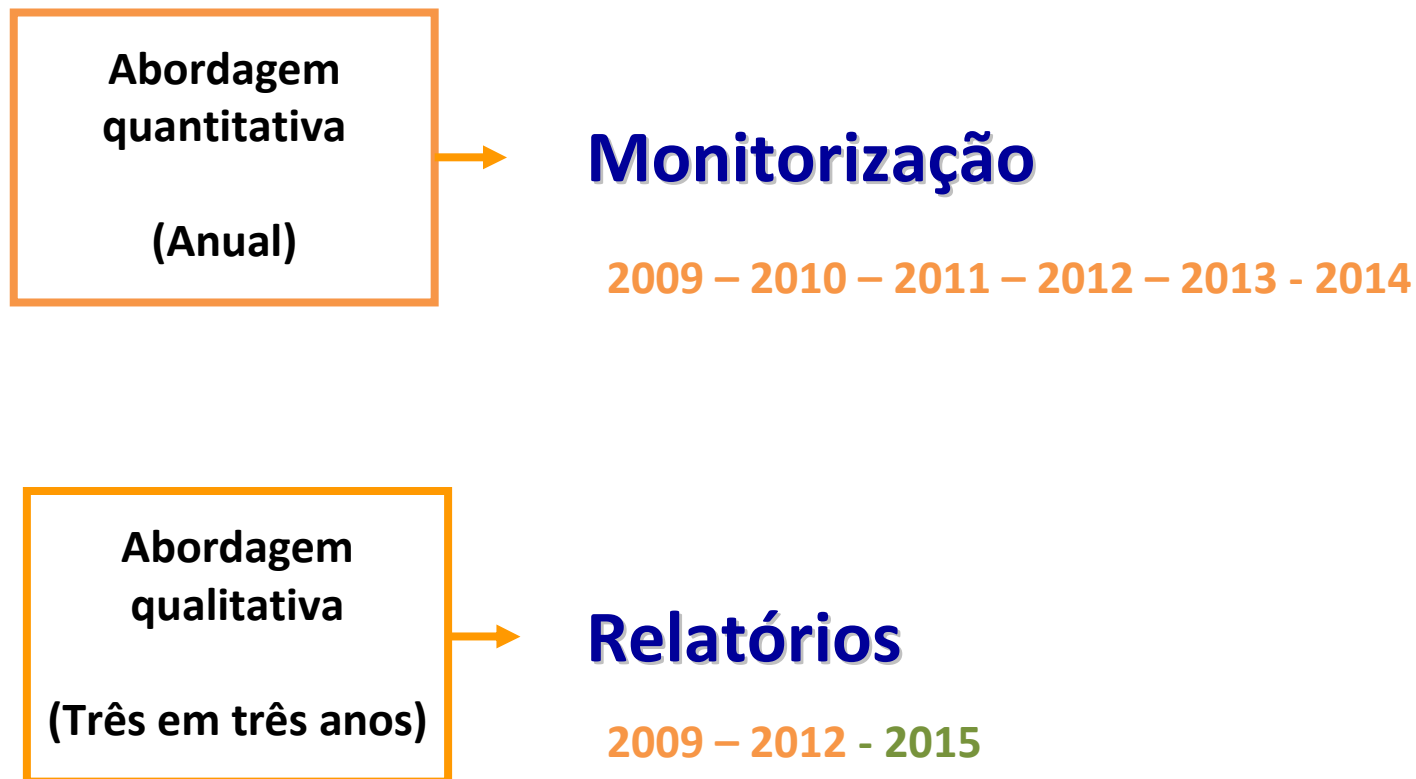 Abordagem
quantitativa
(Anual)
Monitorização
2009 – 2010 – 2011 – 2012 – 2013 - 2014
Abordagem
qualitativa
(Três em três anos)
Relatórios
2009 – 2012 - 2015